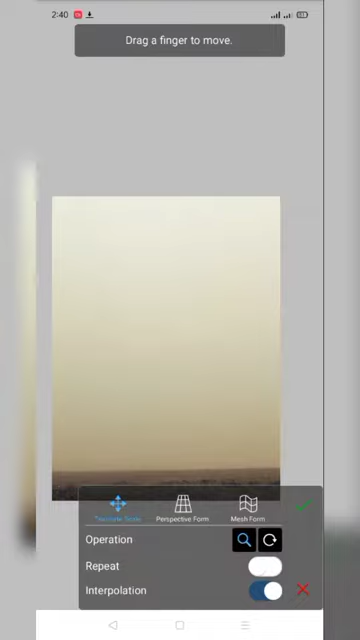 2:40
Drag a finger to move.
Perspective Form
Mesh Form
Operation
Repeat
Interpolation